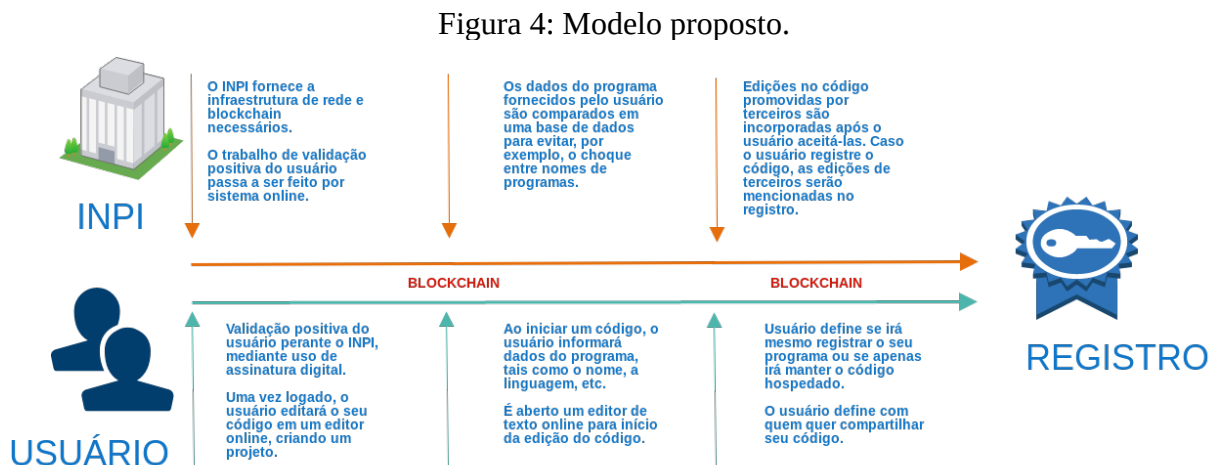 Figura 4: Modelo proposto.
O INPI fornece a
infraestrutura de rede e
blockchain
necessários.
O trabalho de validação
positiva do usuário
passa a ser feito por
sistema online.
Os dados do programa
fornecidos pelo usuário
são comparados em
uma base de dados
para evitar, por
exemplo, o choque
entre nomes de
programas.
Edições no código
promovidas por
terceiros são
incorporadas após o
usuário aceitá-las. Caso
o usuário registre o
código, as edições de
terceiros serão
mencionadas no
registro.
INPI
BLOCKCHAIN
BLOCKCHAIN
Validação positiva do
usuário perante o INPI,
mediante uso de
assinatura digital.
Uma vez logado, o
usuário editará o seu
código em um editor
online, criando um
projeto.
Ao iniciar um código, o
usuário informará
dados do programa,
tais como o nome, a
linguagem, etc.
É aberto um editor de
texto online para início
da edição do código.
Usuário define se irá
mesmo registrar o seu
programa ou se apenas
irá manter o código
hospedado.
O usuário define com
quem quer compartilhar
seu código.
REGISTRO
USUÁRIO